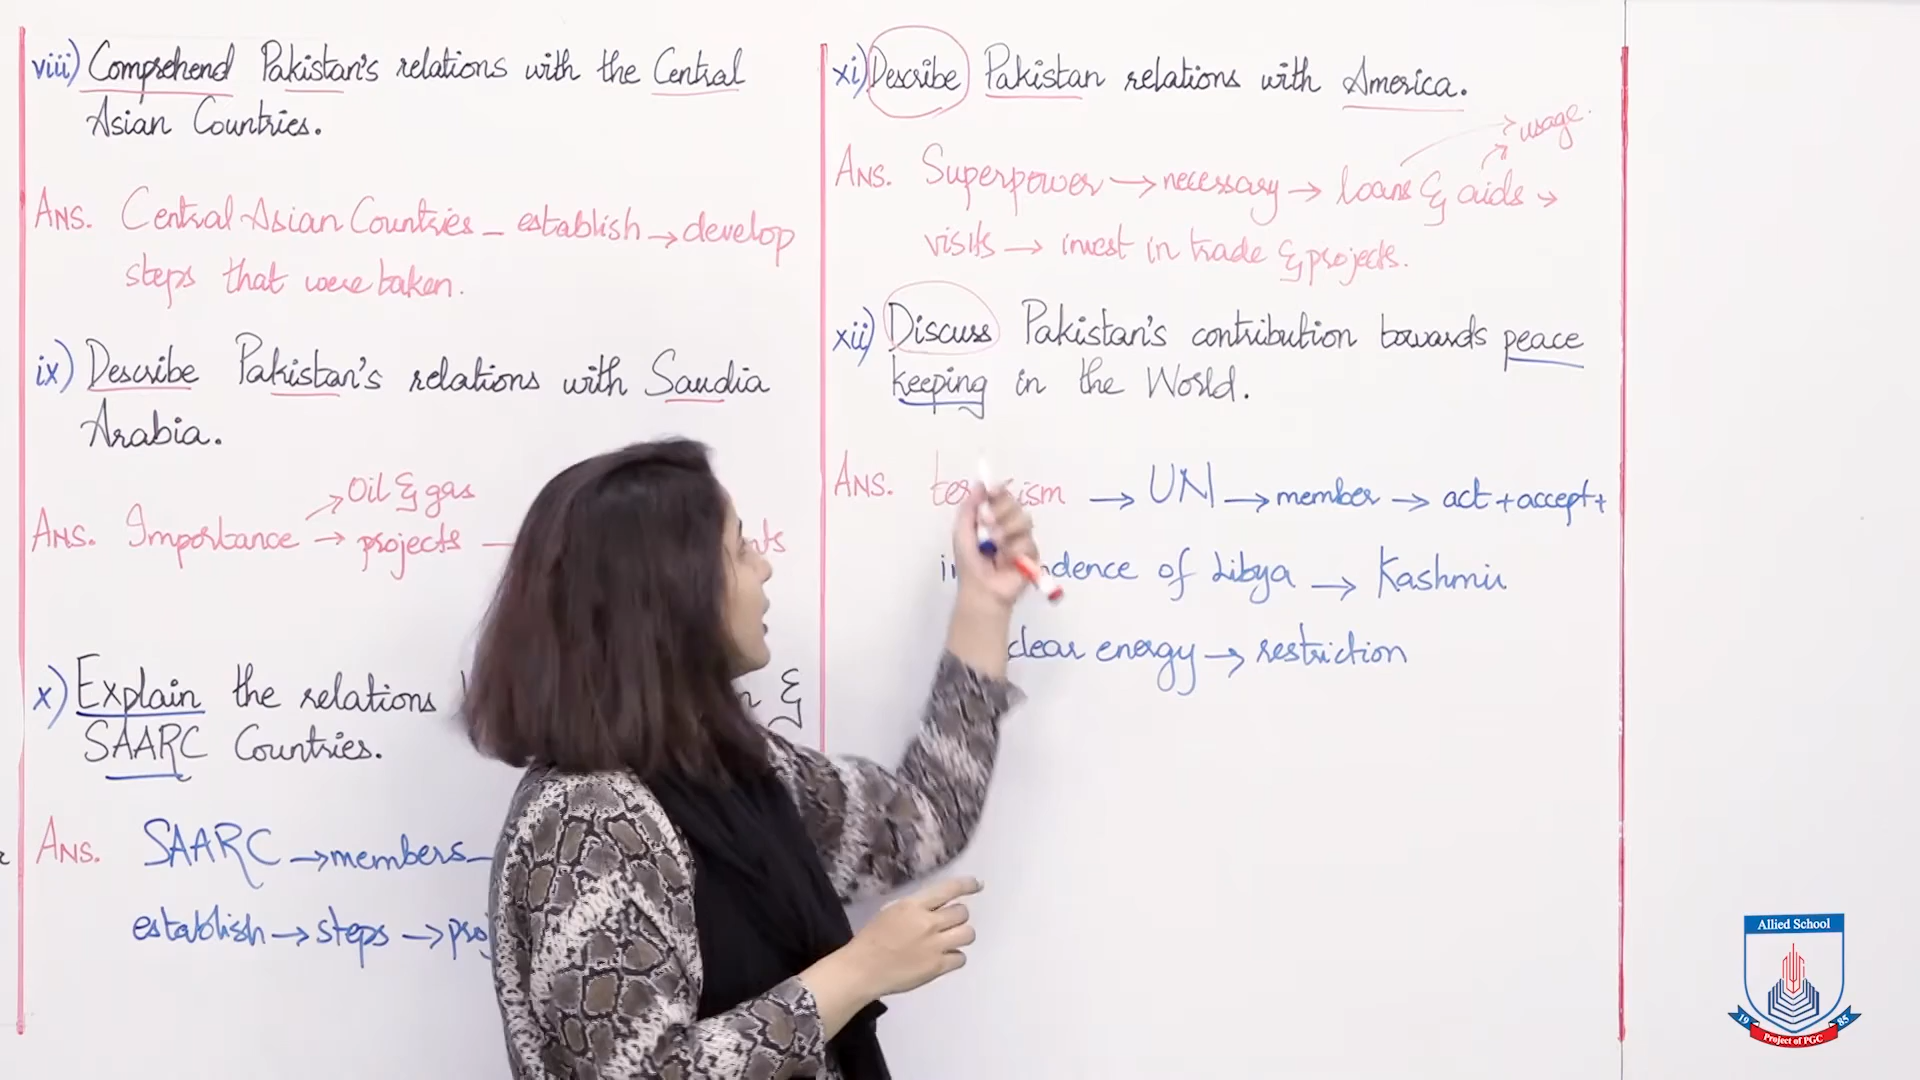 viii) Comprehend Pakistan's relations with the Central
Asian Countries.
Ans. Central Asian Countries – establish → develop
steps that were taken.
ix) Describe Pakistan's relations with Saudia
Arabia.
Oil & gas
Ans. Importance → projects –
x) Explain the relations
&
SAARC Countries.
Ans. SAARC → members –
establish → steps →
xi) Describe Pakistan relations with America.
usage.
Ans. Superpower → necessary → loans & aids →
visits → invest in trade & projects.
xii) Discuss Pakistan's contribution towards peace
keeping in the World.
Ans. → UN → member → act + accept +
of Libya → Kashmir
energy → restriction
Allied School
19 85
Project of PGC